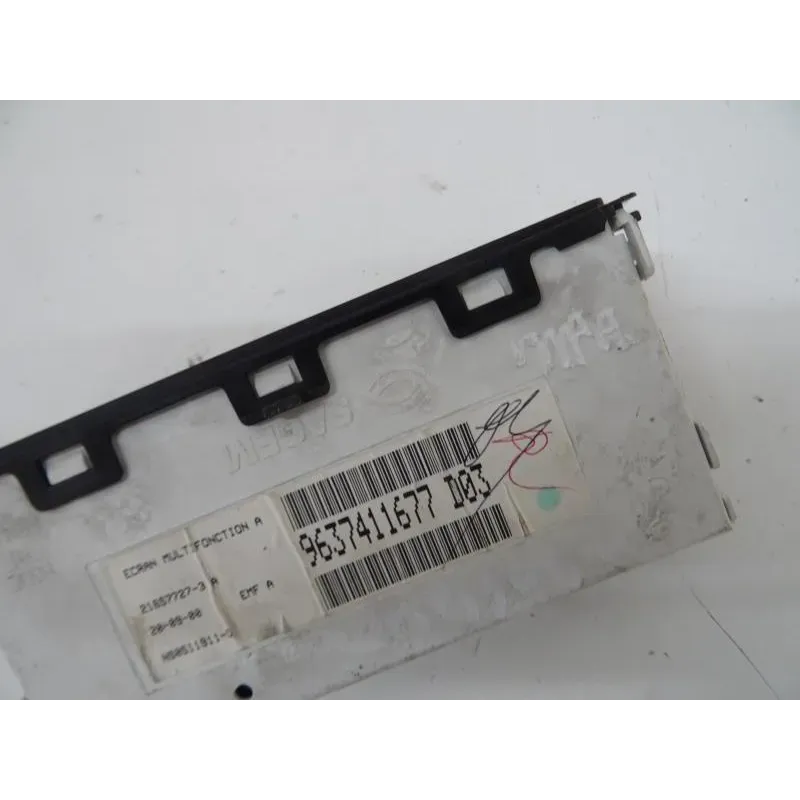 SAGEM
ECRAN MULTIFONCTION A
9637411677 D03
21657727-3 A
EMF A
20-09-00